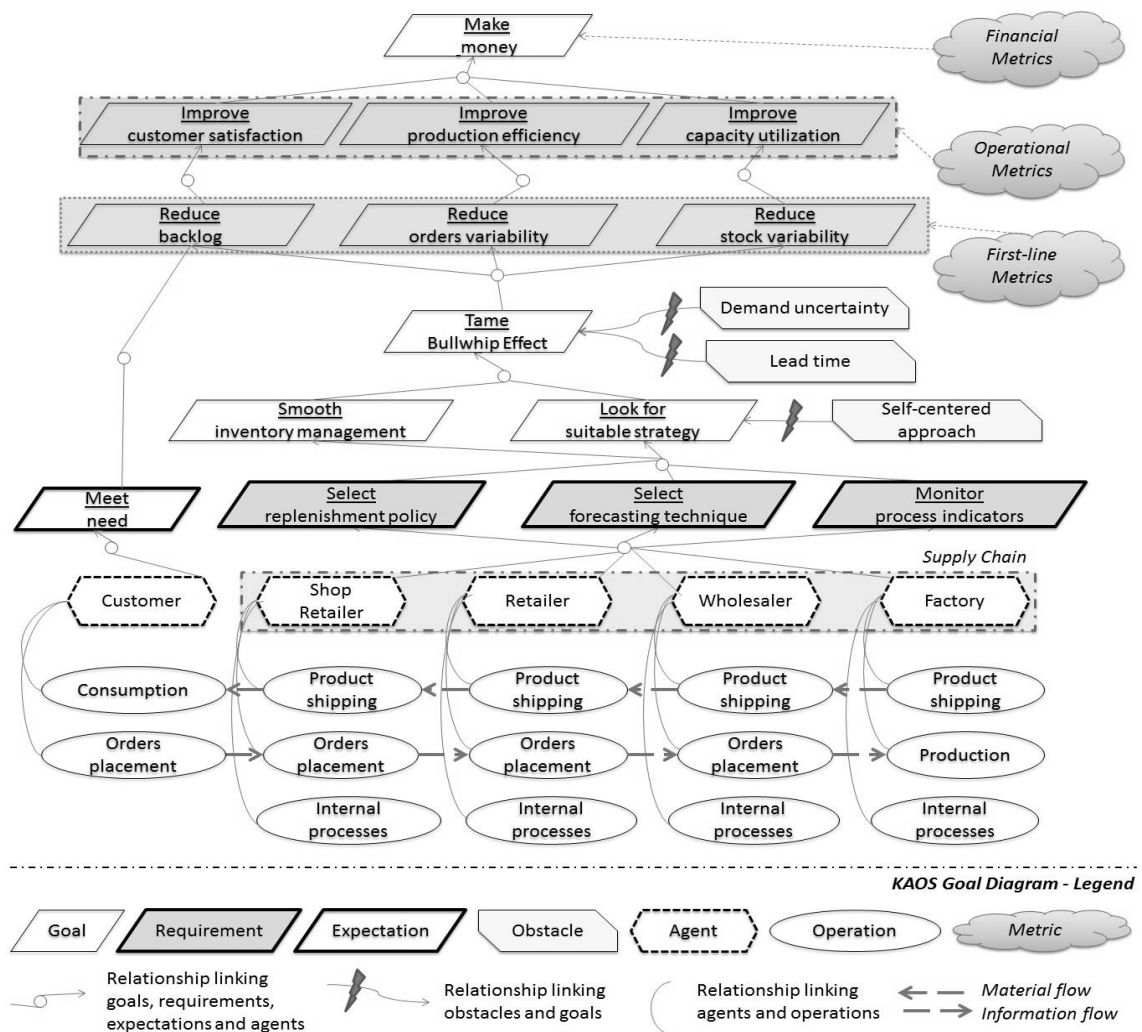 Make
money
Financial
Metrics
Improve
customer satisfaction
Improve
production efficiency
Improve
capacity utilization
Operational
Metrics
Reduce
backlog
Reduce
orders variability
Reduce
stock variability
First-line
Metrics
Tame
Bullwhip Effect
Demand uncertainty
Lead time
Smooth
inventory management
Look for
suitable strategy
Self-centered
approach
Meet
need
Select
replenishment policy
Select
forecasting technique
Monitor
process indicators
Supply Chain
Customer
Shop
Retailer
Retailer
Wholesaler
Factory
Consumption
Product
shipping
Product
shipping
Product
shipping
Product
shipping
Orders
placement
Orders
placement
Orders
placement
Orders
placement
Production
Internal
processes
Internal
processes
Internal
processes
Internal
processes
KAOS Goal Diagram - Legend
Goal
Requirement
Expectation
Obstacle
Agent
Operation
Metric
Relationship linking
goals, requirements,
expectations and agents
Relationship linking
obstacles and goals
Relationship linking
agents and operations
Material flow
Information flow